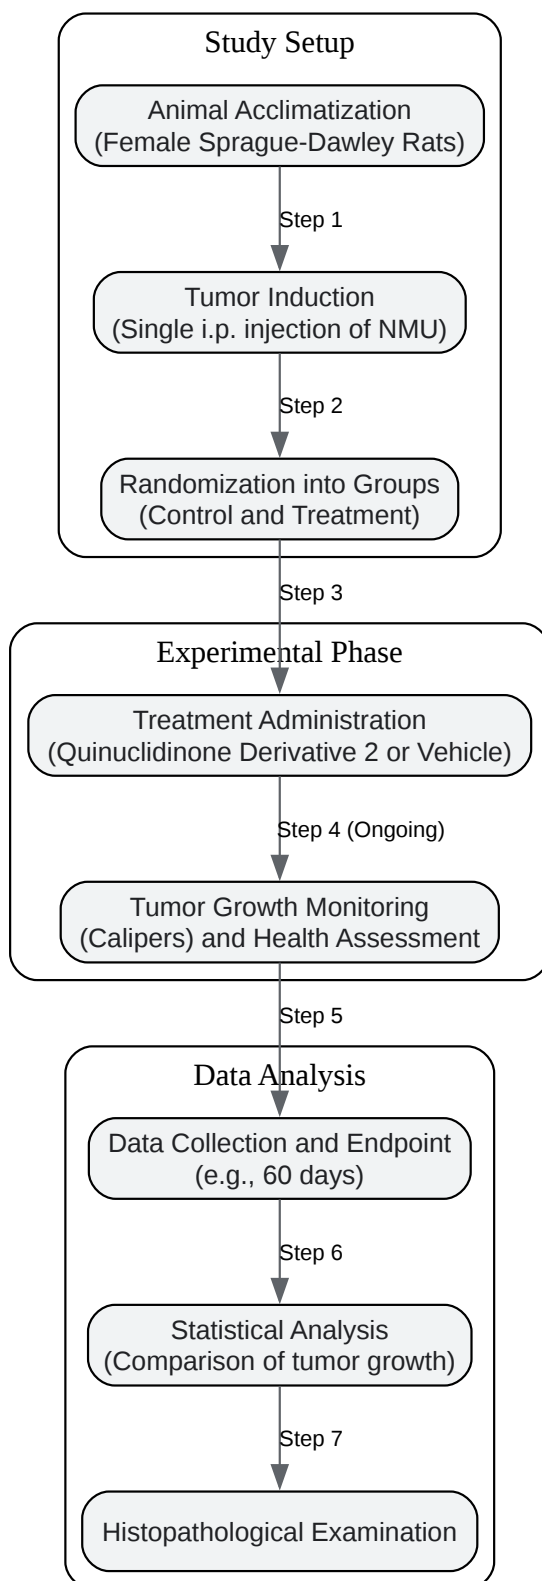 Study Setup
Animal Acclimatization
(Female Sprague-Dawley Rats)
Step 1
Tumor Induction
(Single i.p. injection of NMU)
Step 2
Randomization into Groups
(Control and Treatment)
Step 3
Experimental Phase
Treatment Administration
(Quinuclidinone Derivative 2 or Vehicle)
Step 4 (Ongoing)
Tumor Growth Monitoring
(Calipers) and Health Assessment
Step 5
Data Analysis
Data Collection and Endpoint
(e.g., 60 days)
Step 6
Statistical Analysis
(Comparison of tumor growth)
Step 7
Histopathological Examination